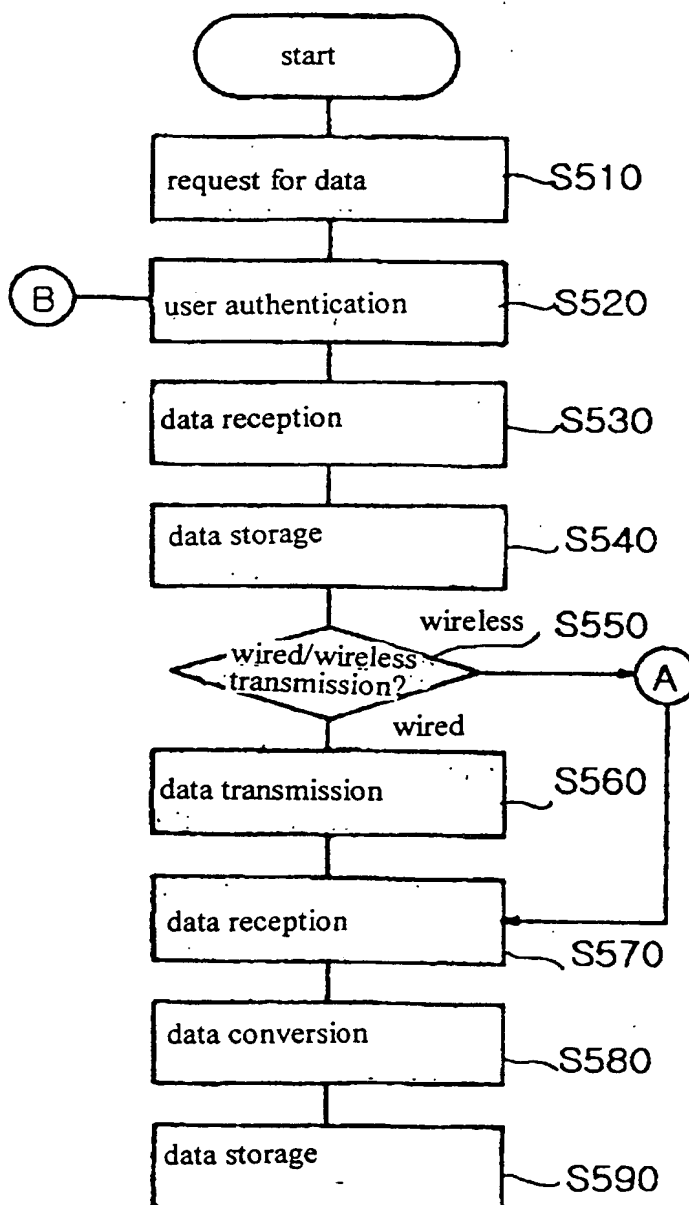 start
request for data
S510
B
user authentication
S520
data reception
S530
data storage
S540
wireless
S550
wired/wireless
transmission?
A
wired
data transmission
S560
data reception
S570
data conversion
S580
data storage
S590